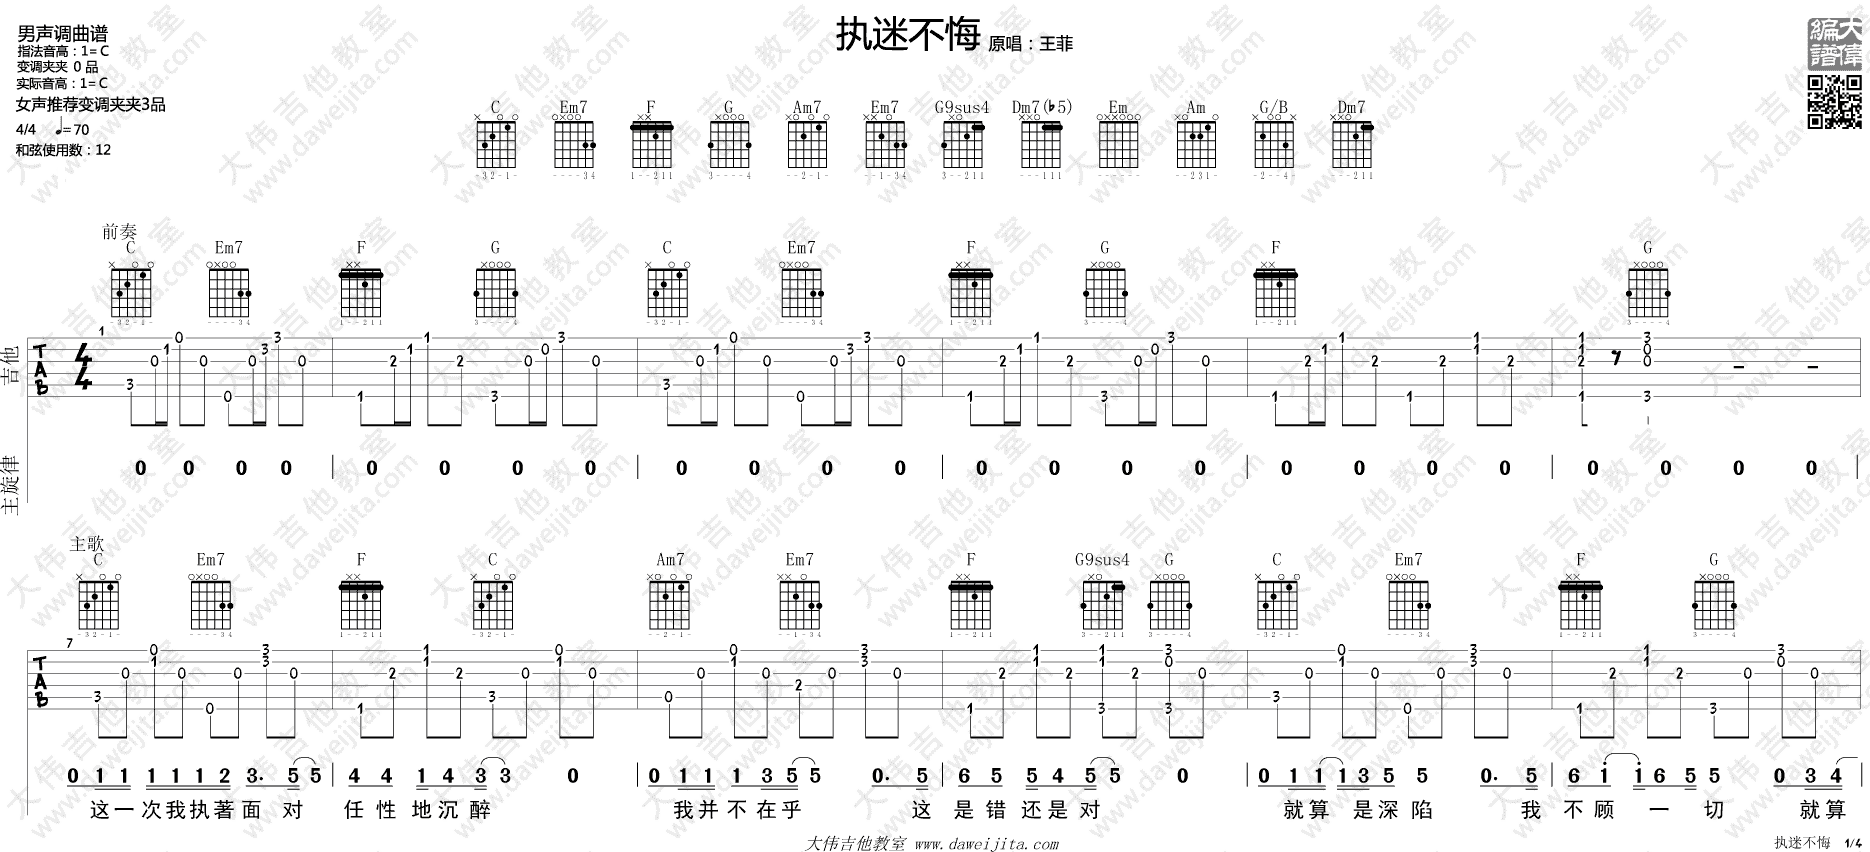 男声调曲谱
指法音高：1= C
变调夹夹 0 品
实际音高：1= C
女声推荐变调夹夹3品
4/4 ♩=70
和弦使用数：12
执迷不悔 原唱：王菲
大偉編譜
C Em7 F G Am7 Em7 G9sus4 Dm7(♭5) Em Am G/B Dm7
前奏
C Em7 F G C Em7 F G F G
吉他
TAB 4/4
主旋律
0 0 0 0 | 0 0 0 0 | 0 0 0 0 | 0 0 0 0 | 0 0 0 0 | 0 0 0 0 |
主歌
C Em7 F C Am7 Em7 F G9sus4 G C Em7 F G
7
TAB
0 1 1 1 1 1 2 3. 5 5 | 4 4 1 4 3 3 0 | 0 1 1 1 3 5 5 0. 5 | 6 5 5 4 5 5 0 | 0 1 1 1 1 3 5 5 0. 5 | 6 1 1 6 5 5 0 3 4
这一次我执著面 对 任性 地沉醉 我并 不在乎 这 是错 还是对 就算 是深陷 我 不顾 一 切 就算
大伟吉他教室 www.daweijita.com
执迷不悔 1/4